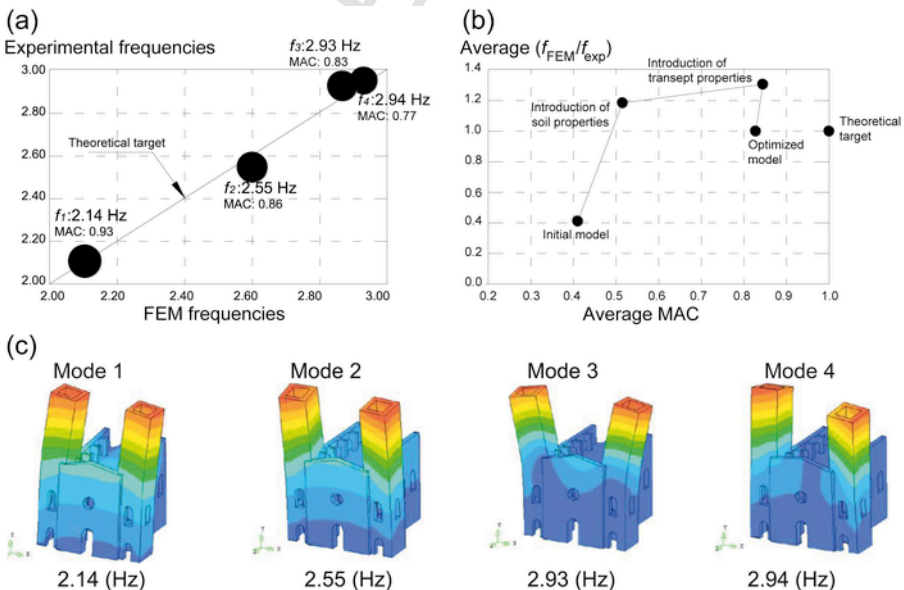 (a)
Experimental frequencies
f₃:2.93 Hz
MAC: 0.83
3.00
2.80
f₄:2.94 Hz
MAC: 0.77
Theoretical target
2.60
f₂:2.55 Hz
MAC: 0.86
2.40
f₁:2.14 Hz
MAC: 0.93
2.20
2.00
2.00 2.20 2.40 2.60 2.80 3.00
FEM frequencies
(b)
Average (fFEM/fexp)
Introduction of
transept properties
1.4
1.2
Introduction of
soil properties
1.0
Theoretical
target
Optimized
model
0.8
0.6
0.4
Initial model
0.2
0.0
0.2 0.3 0.4 0.5 0.6 0.7 0.8 0.9 1.0
Average MAC
(c)
Mode 1 Mode 2 Mode 3 Mode 4
2.14 (Hz) 2.55 (Hz) 2.93 (Hz) 2.94 (Hz)